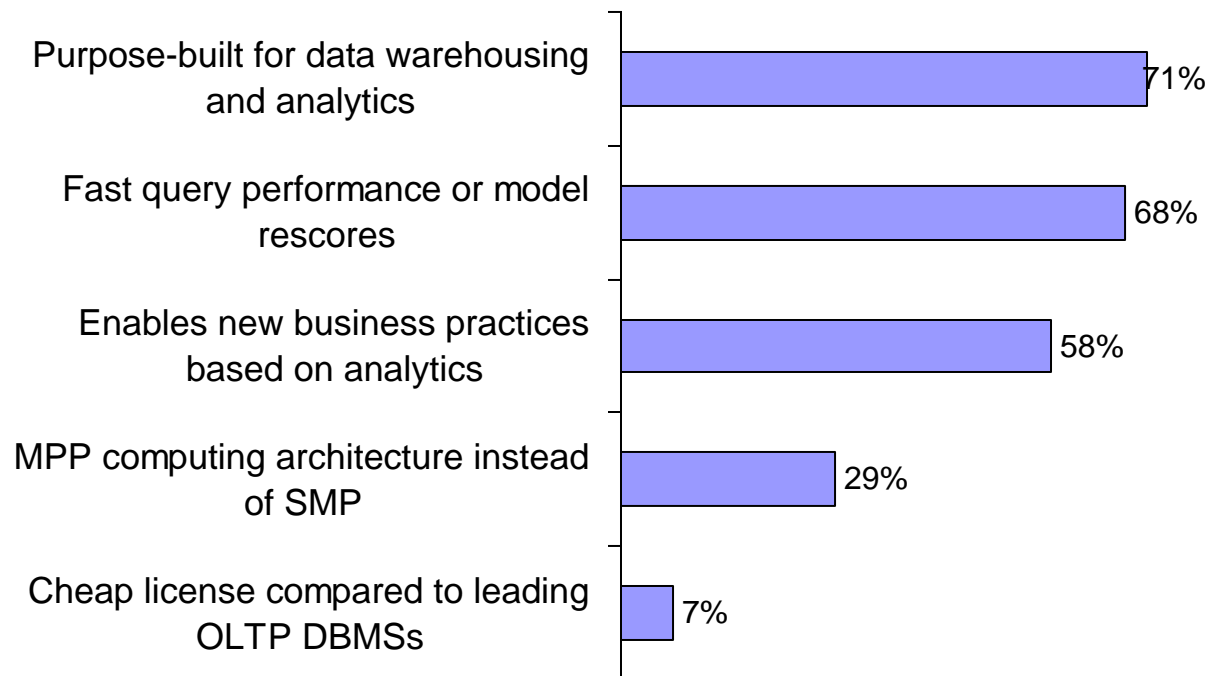 Purpose-built for data warehousing
and analytics
71%
Fast query performance or model
rescores
68%
Enables new business practices
based on analytics
58%
MPP computing architecture instead
of SMP
29%
Cheap license compared to leading
OLTP DBMSs
7%